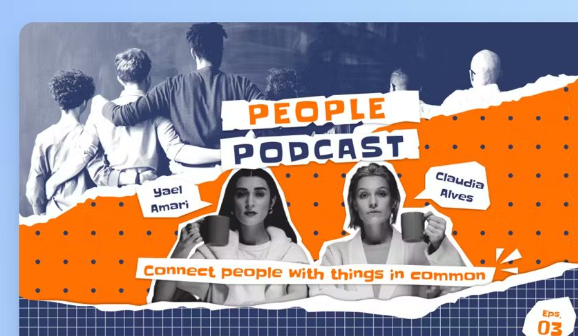 PEOPLE
PODCAST
Yael
Amari
Claudia
Alves
Connect people with things in common
Eps.
03